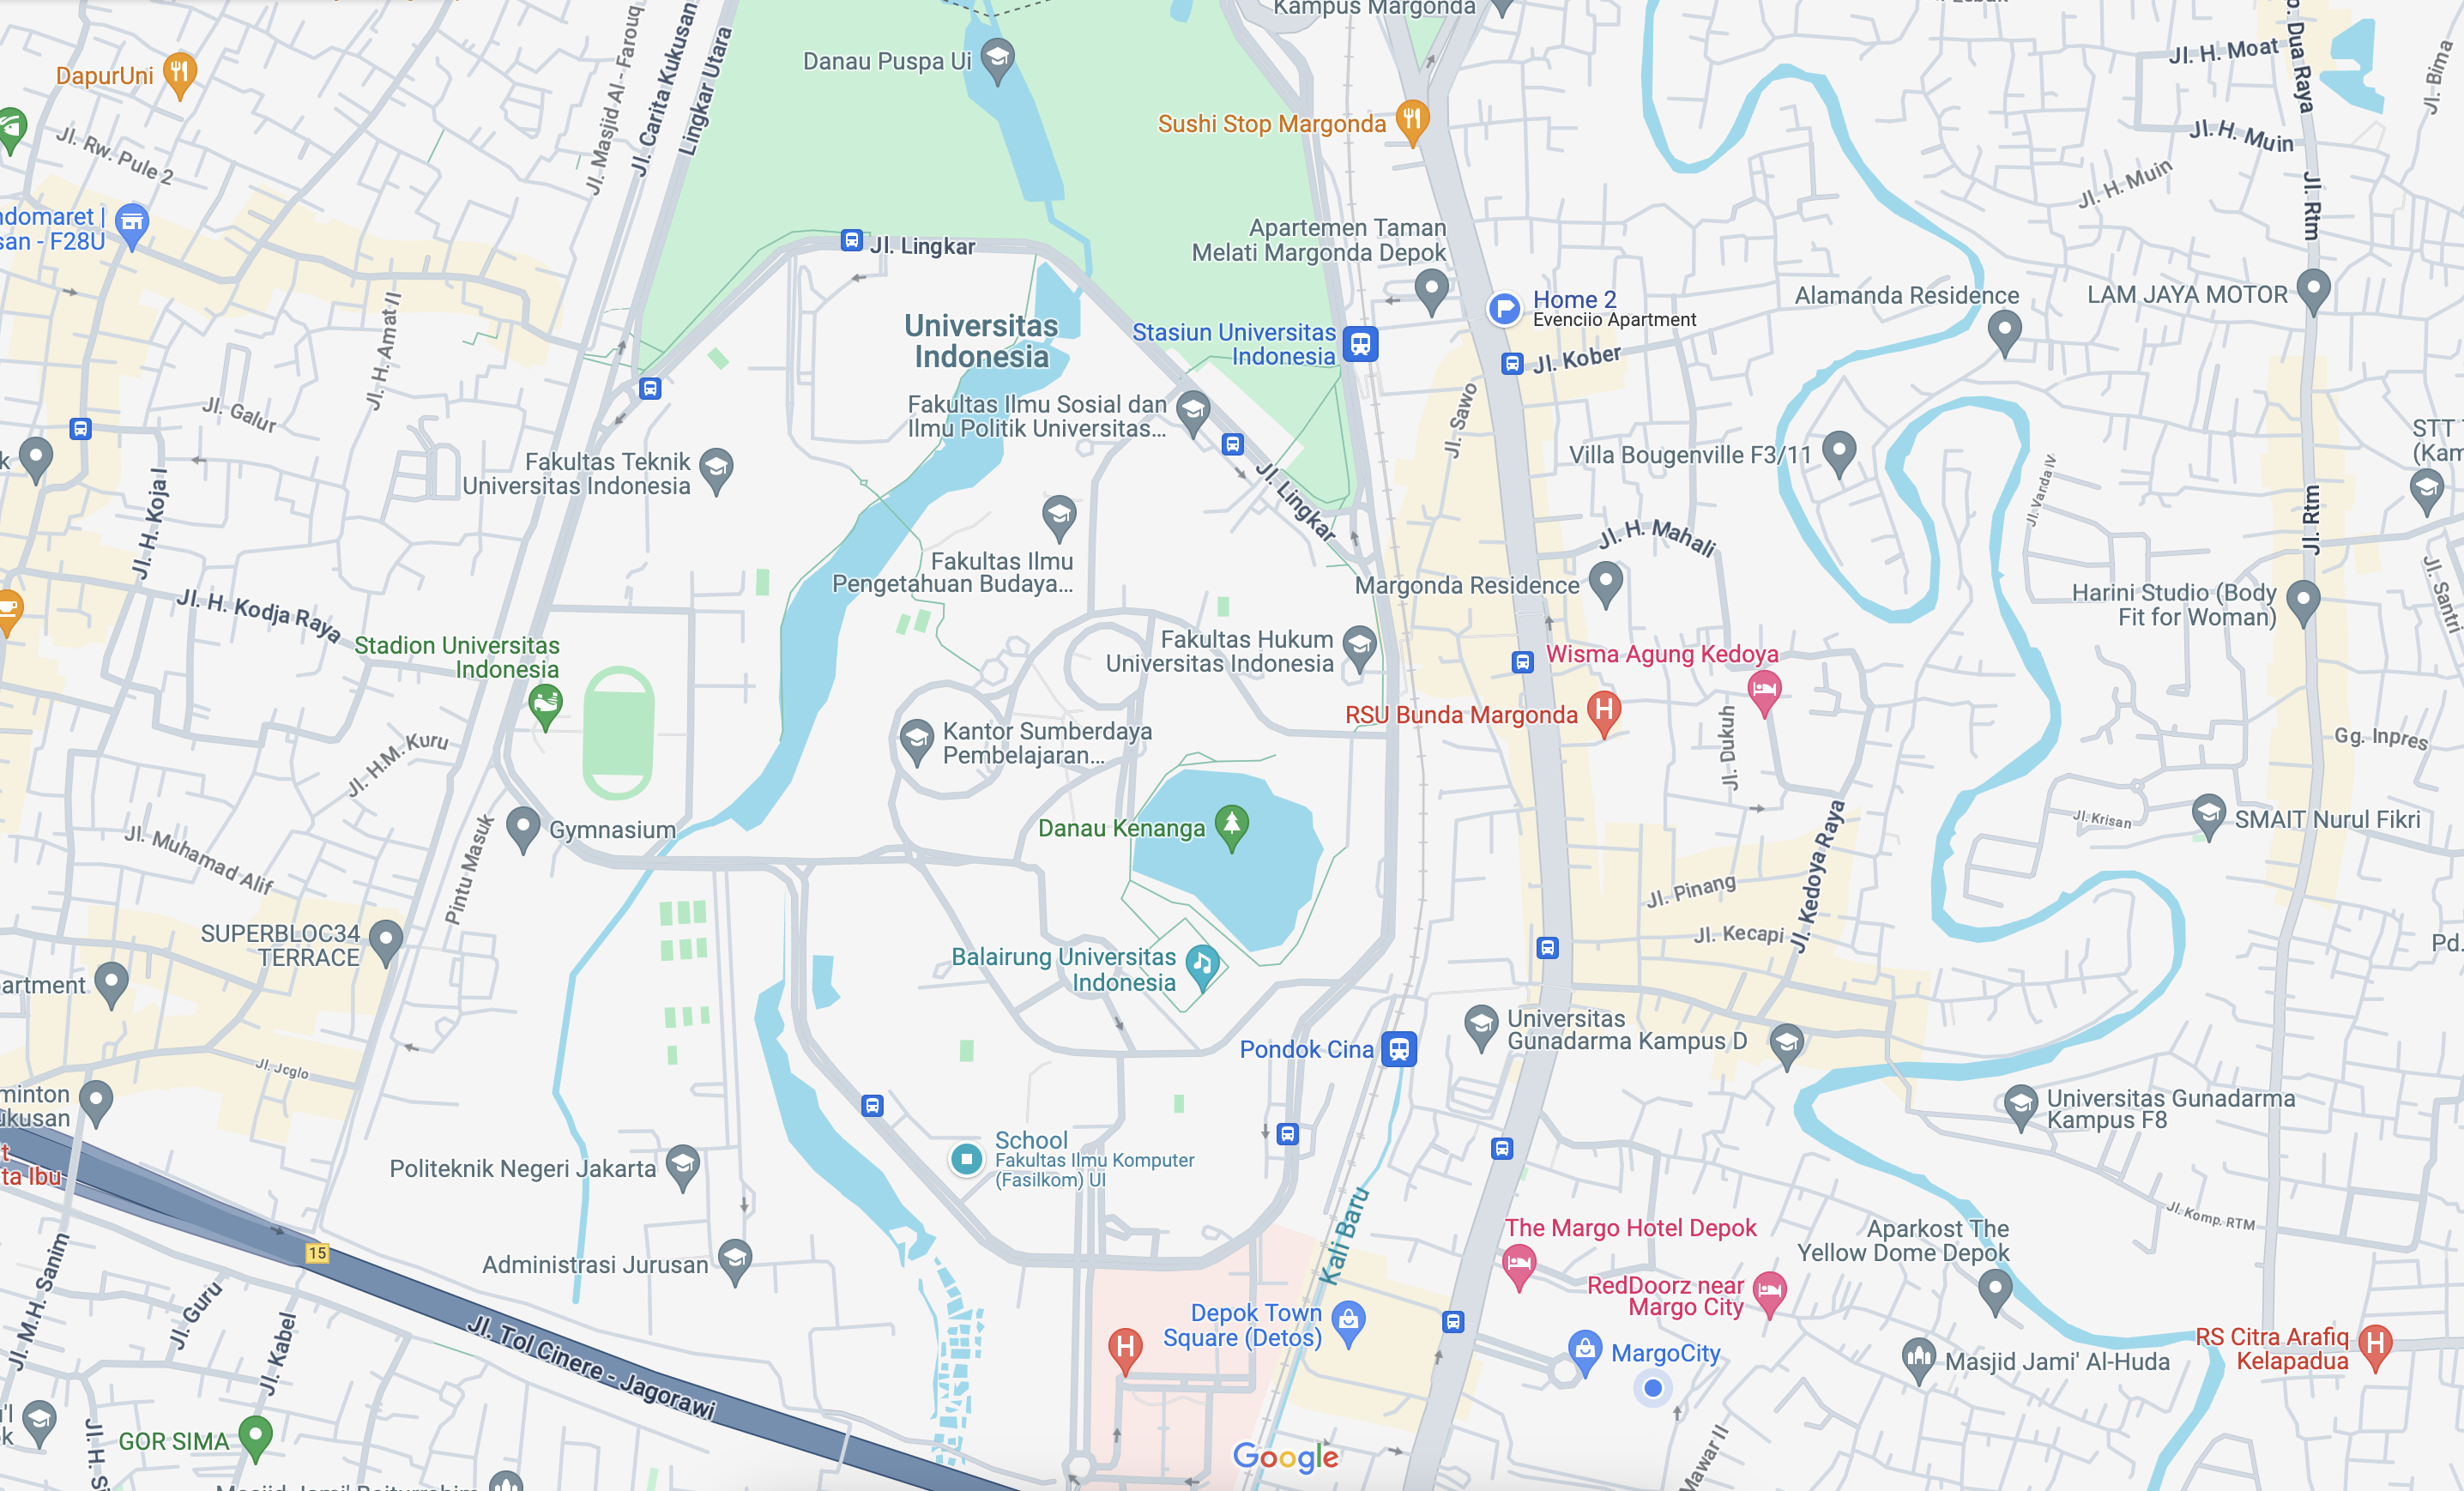 Kampus Margonda
Danau Puspa Ui
DapurUni
Jl. Masjid Al - Farouq
Jl. Carita Kukusan
Lingkar Utara
Jl. H. Moat
Dua Raya
Jl. Bima
Sushi Stop Margonda
Jl. Rw. Pule 2
Jl. H. Muin
Jl. H. Muin
Jl. Rtm
ndomaret |
san - F28U
Jl. Lingkar
Apartemen Taman
Melati Margonda Depok
Home 2
Evenciio Apartment
Alamanda Residence
LAM JAYA MOTOR
Universitas
Indonesia
Stasiun Universitas
Indonesia
Jl. Kober
Jl. H. Amat II
Jl. Galur
Fakultas Ilmu Sosial dan
Ilmu Politik Universitas...
Jl. Sawo
STT
(Kam
Fakultas Teknik
Universitas Indonesia
Villa Bougenville F3/11
Jl. Lingkar
Jl. Vanda IV
Jl. Rtm
Jl. H. Koja I
Fakultas Ilmu
Pengetahuan Budaya...
Jl. H. Mahali
Margonda Residence
Harini Studio (Body
Fit for Woman)
Jl. Santri
Jl. H. Kodja Raya
Stadion Universitas
Indonesia
Fakultas Hukum
Universitas Indonesia
Wisma Agung Kedoya
RSU Bunda Margonda
Jl. Dukuh
Gg. Inpres
Kantor Sumberdaya
Pembelajaran...
Jl. H.M. Kuru
Gymnasium
Danau Kenanga
Jl. Krisan
SMAIT Nurul Fikri
Jl. Muhamad Alif
Pintu Masuk
Jl. Pinang
Jl. Kedoya Raya
Jl. Kecapi
SUPERBLOC34
TERRACE
Pd.
Balairung Universitas
Indonesia
artment
Universitas
Gunadarma Kampus D
Pondok Cina
Jl. Jcglo
minton
ukusan
Universitas Gunadarma
Kampus F8
School
Fakultas Ilmu Komputer
(Fasilkom) UI
Politeknik Negeri Jakarta
t
ta Ibu
Kali Baru
Jl. Komp. RTM
The Margo Hotel Depok
Aparkost The
Yellow Dome Depok
15
Administrasi Jurusan
Jl. M.H. Sanim
Jl. Guru
Jl. Kabel
RedDoorz near
Margo City
Depok Town
Square (Detos)
Jl. Tol Cinere - Jagorawi
MargoCity
Masjid Jami' Al-Huda
RS Citra Arafiq
Kelapadua
GOR SIMA
Jl. H. S
Google
Mawar II